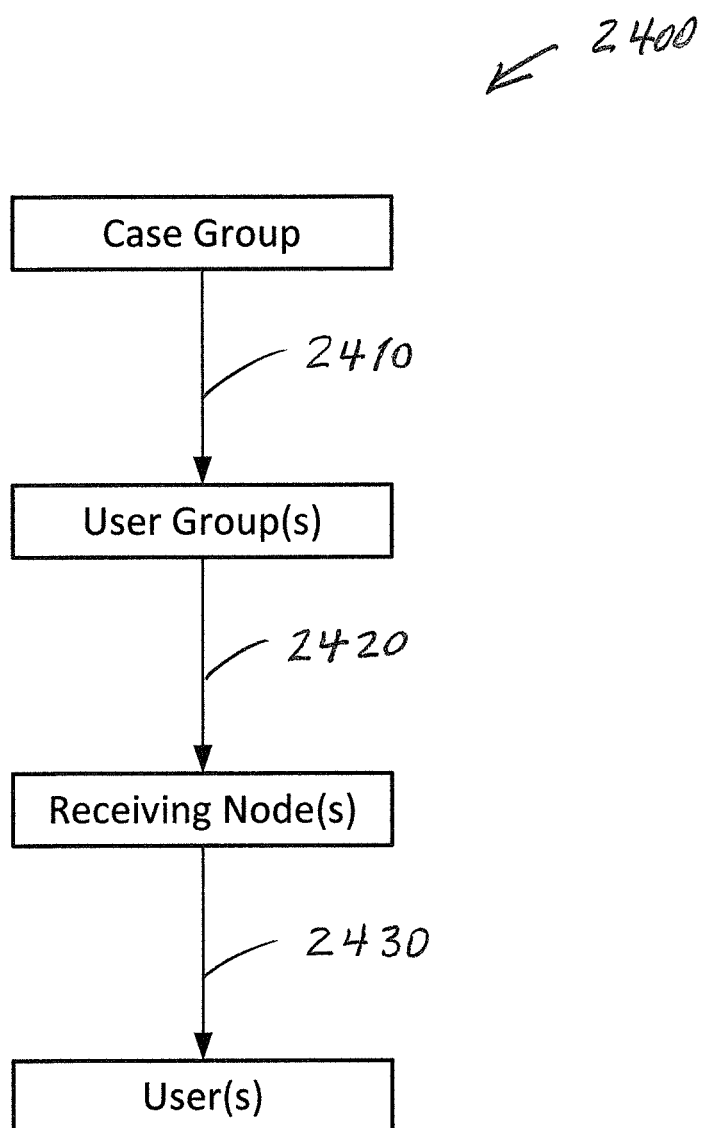 2400
Case Group
2410
User Group(s)
2420
Receiving Node(s)
2430
User(s)